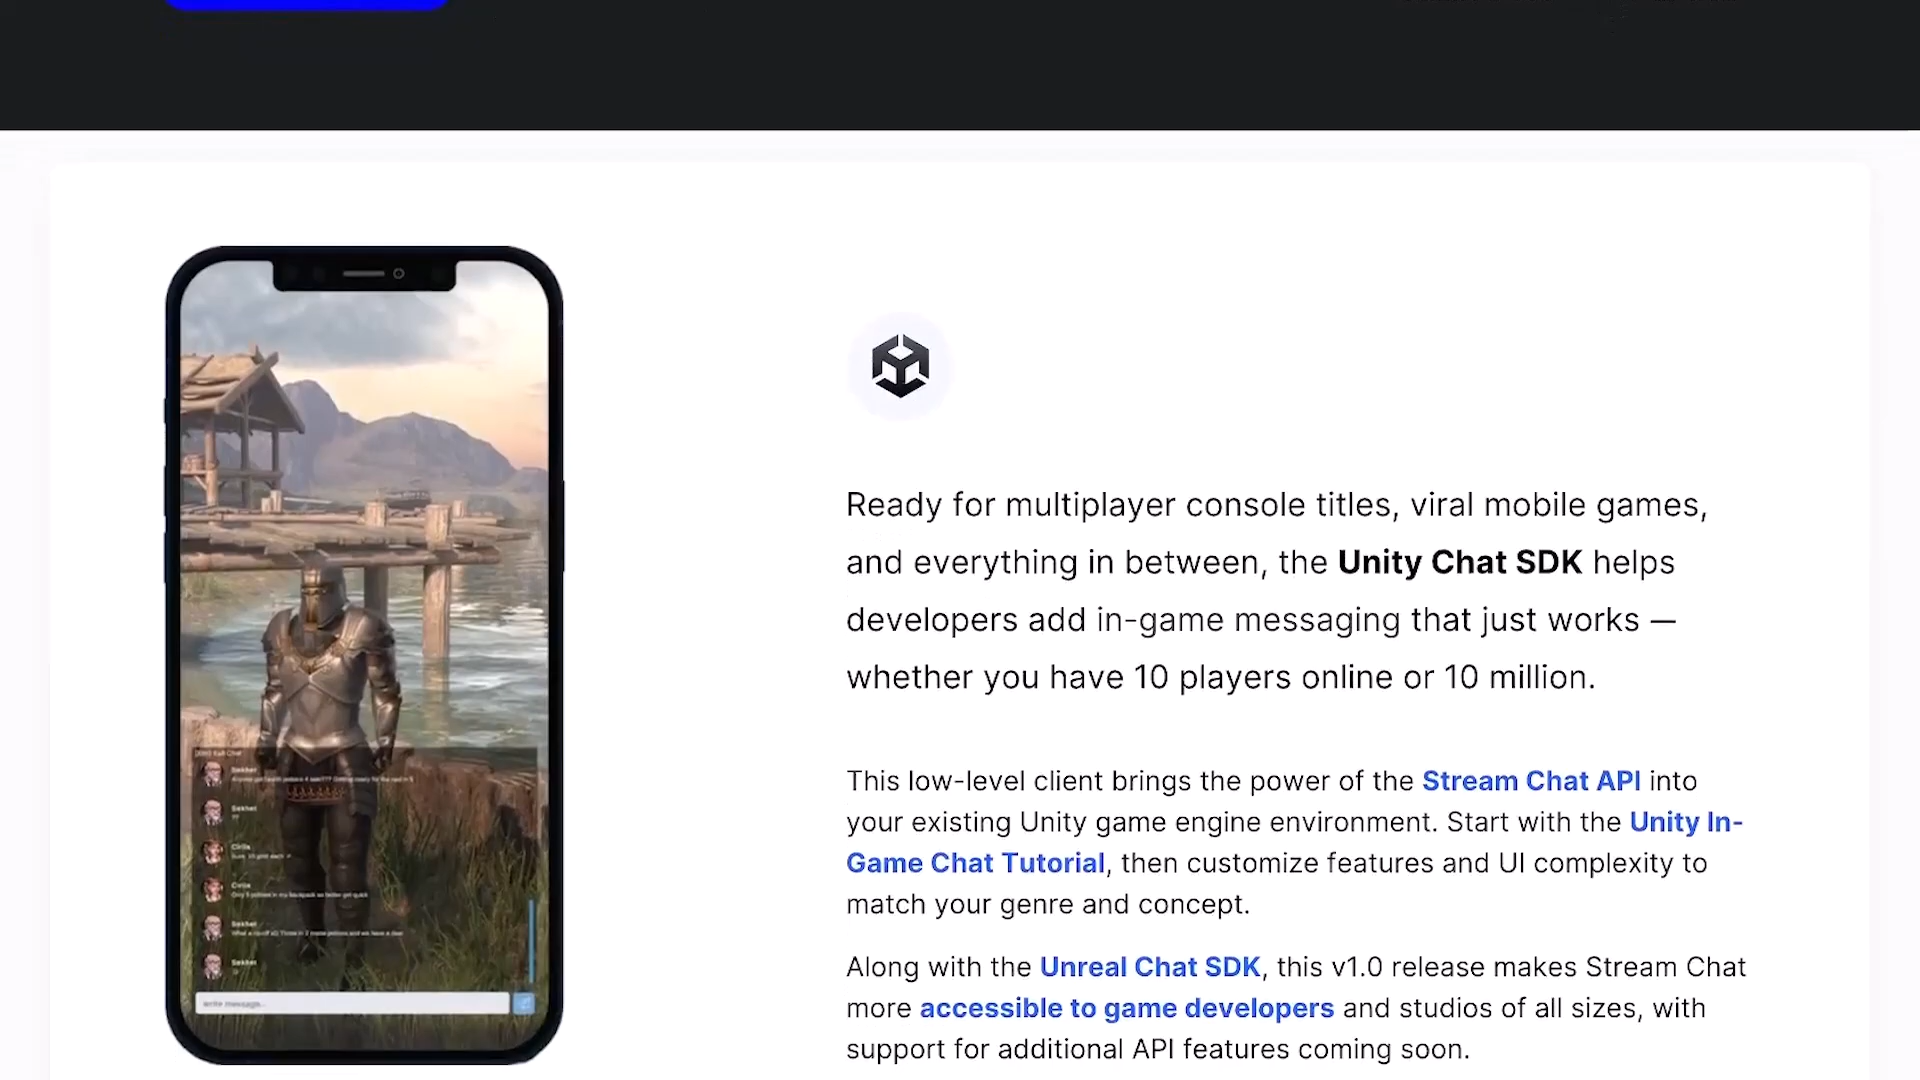 Ready for multiplayer console titles, viral mobile games,
and everything in between, the Unity Chat SDK helps
developers add in-game messaging that just works —
whether you have 10 players online or 10 million.
This low-level client brings the power of the Stream Chat API into
your existing Unity game engine environment. Start with the Unity In-
Game Chat Tutorial, then customize features and UI complexity to
match your genre and concept.
Along with the Unreal Chat SDK, this v1.0 release makes Stream Chat
more accessible to game developers and studios of all sizes, with
support for additional API features coming soon.
write message...